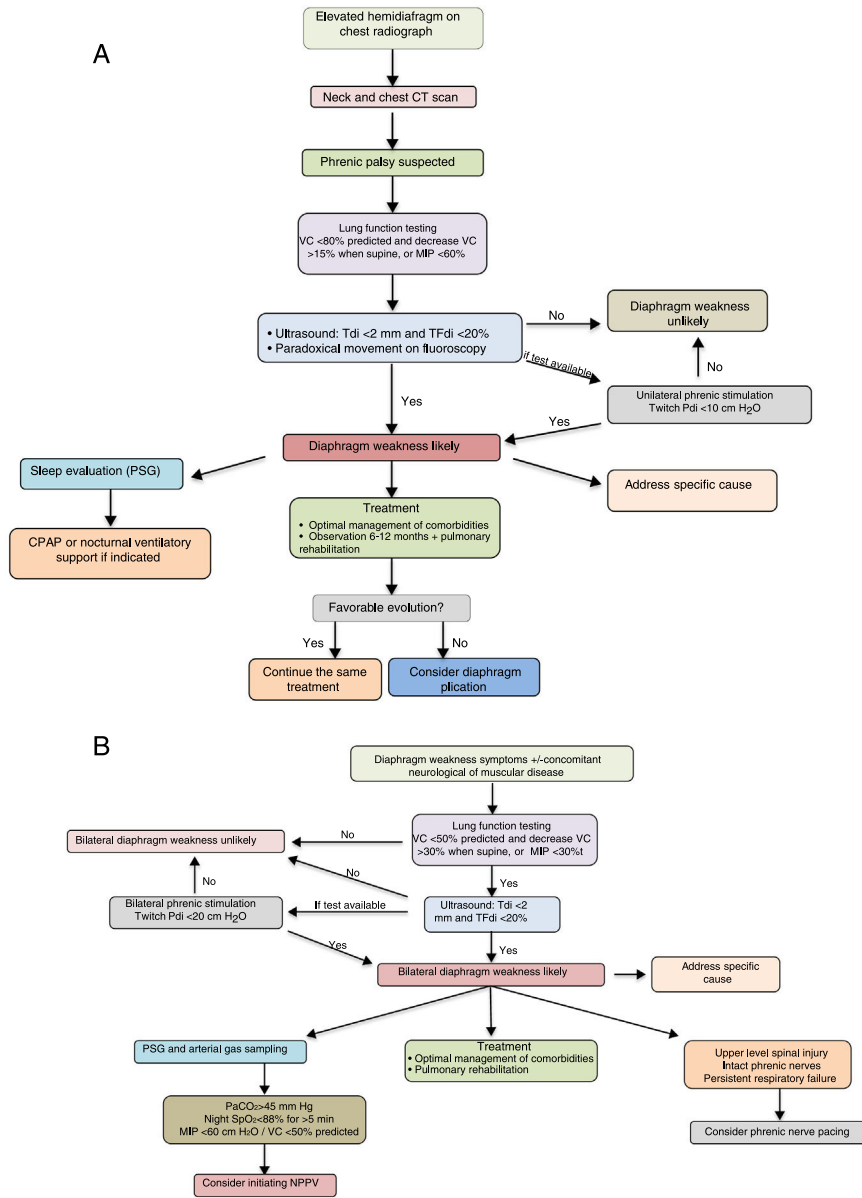 A
Elevated hemidiafragm on
chest radiograph
Neck and chest CT scan
Phrenic palsy suspected
Lung function testing
VC <80% predicted and decrease VC
>15% when supine, or MIP <60%
• Ultrasound: Tdi <2 mm and TFdi <20%
• Paradoxical movement on fluoroscopy
No
Diaphragm weakness
unlikely
if test available
No
Unilateral phrenic stimulation
Twitch Pdi <10 cm H₂O
Yes
Yes
Diaphragm weakness likely
Sleep evaluation (PSG)
Address specific cause
CPAP or nocturnal ventilatory
support if indicated
Treatment
• Optimal management of comorbidities
• Observation 6-12 months + pulmonary
rehabilitation
Favorable evolution?
Yes
No
Continue the same
treatment
Consider diaphragm
plication
B
Diaphragm weakness symptoms +/-concomitant
neurological of muscular disease
Lung function testing
VC <50% predicted and decrease VC
>30% when supine, or MIP <30%t
No
Bilateral diaphragm weakness unlikely
Yes
No
No
Ultrasound: Tdi <2
mm and TFdi <20%
If test available
Bilateral phrenic stimulation
Twitch Pdi <20 cm H₂O
Yes
Yes
Bilateral diaphragm weakness likely
Address specific
cause
PSG and arterial gas sampling
Treatment
• Optimal management of comorbidities
• Pulmonary rehabilitation
Upper level spinal injury
Intact phrenic nerves
Persistent respiratory failure
PaCO₂>45 mm Hg
Night SpO₂<88% for >5 min
MIP <60 cm H₂O / VC <50% predicted
Consider phrenic nerve pacing
Consider initiating NPPV